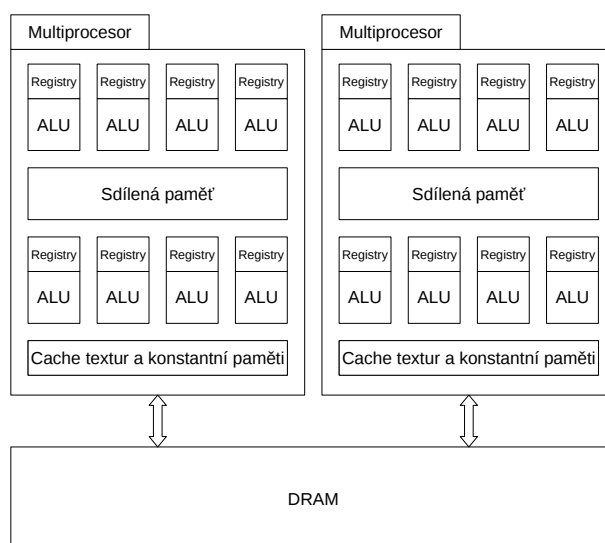 Multiprocesor
Registry
Registry
Registry
Registry
ALU
ALU
ALU
ALU
Sdílená paměť
Registry
Registry
Registry
Registry
ALU
ALU
ALU
ALU
Cache textur a konstantní paměti
Multiprocesor
Registry
Registry
Registry
Registry
ALU
ALU
ALU
ALU
Sdílená paměť
Registry
Registry
Registry
Registry
ALU
ALU
ALU
ALU
Cache textur a konstantní paměti
DRAM